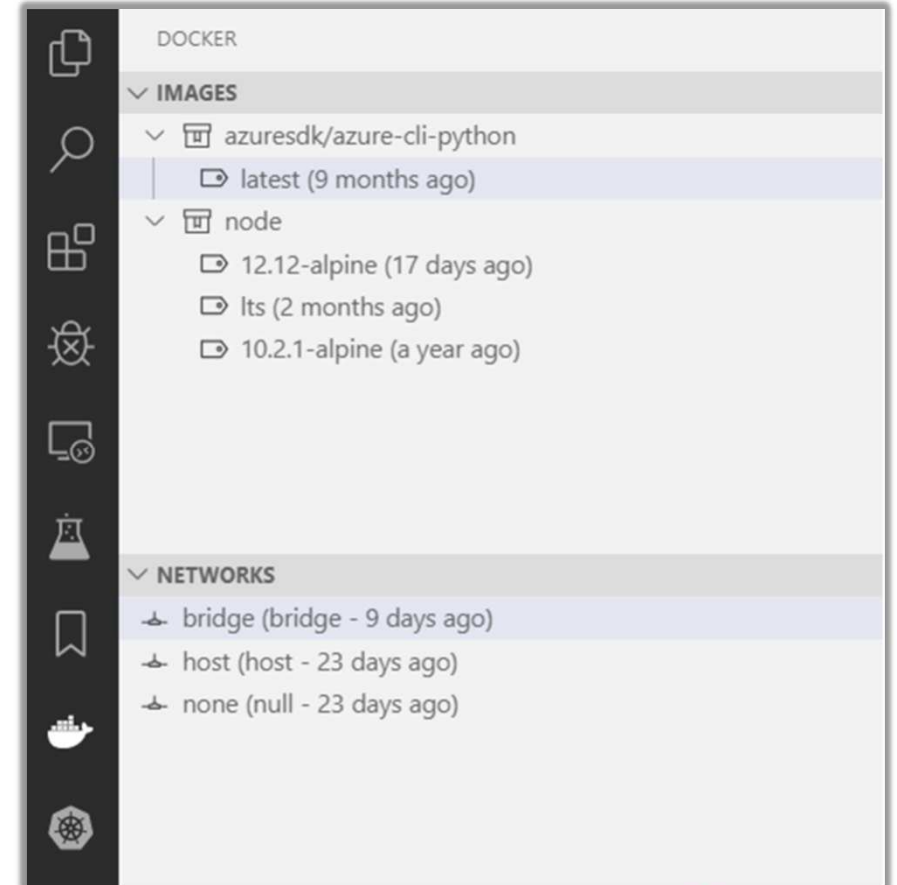 DOCKER
IMAGES
azuresdk/azure-cli-python
latest (9 months ago)
node
12.12-alpine (17 days ago)
lts (2 months ago)
10.2.1-alpine (a year ago)
NETWORKS
bridge (bridge - 9 days ago)
host (host - 23 days ago)
none (null - 23 days ago)